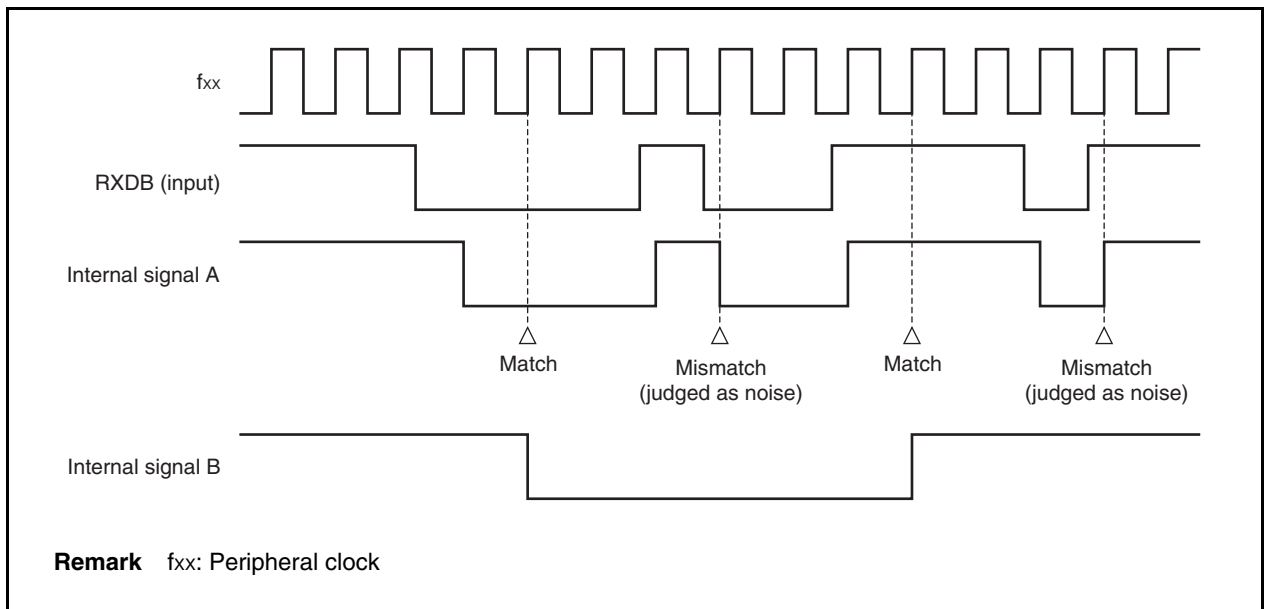 fxx
RXDB (input)
Internal signal A
Match
Mismatch
(judged as noise)
Match
Mismatch
(judged as noise)
Internal signal B
Remark fxx: Peripheral clock